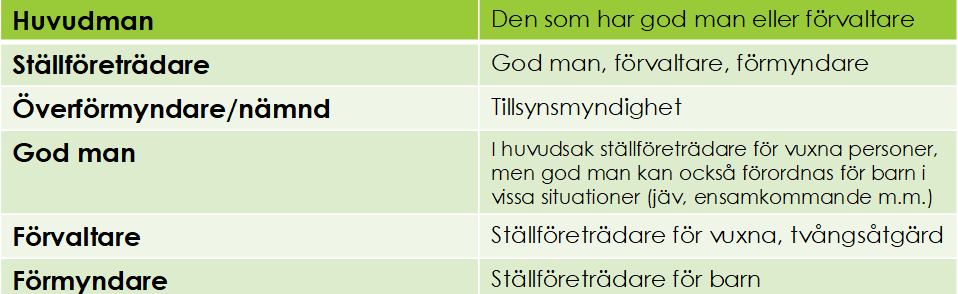 Huvudman Den som har god man eller förvaltare
Ställföreträdare God man, förvaltare, förmyndare
Överförmyndare/nämnd Tillsynsmyndighet
God man I huvudsak ställföreträdare för vuxna personer,
men god man kan också förordnas för barn i
vissa situationer (jäv, ensamkommande m.m.)
Förvaltare Ställföreträdare för vuxna, tvångsåtgärd
Förmyndare Ställföreträdare för barn